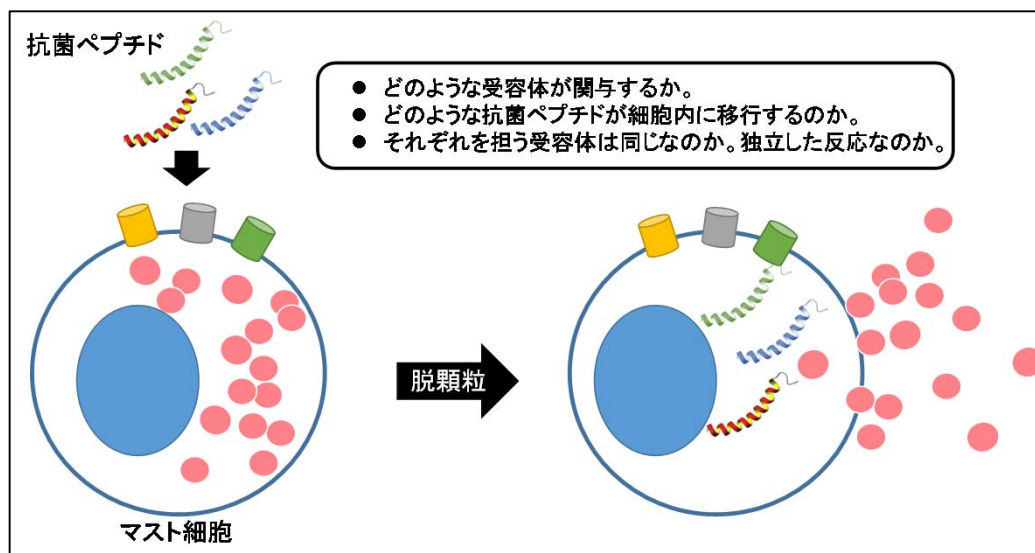 抗菌ペプチド
● どのような受容体が関与するか。
● どのような抗菌ペプチドが細胞内に移行するのか。
● それぞれを担う受容体は同じなのか。独立した反応なのか。
脱顆粒
マスト細胞